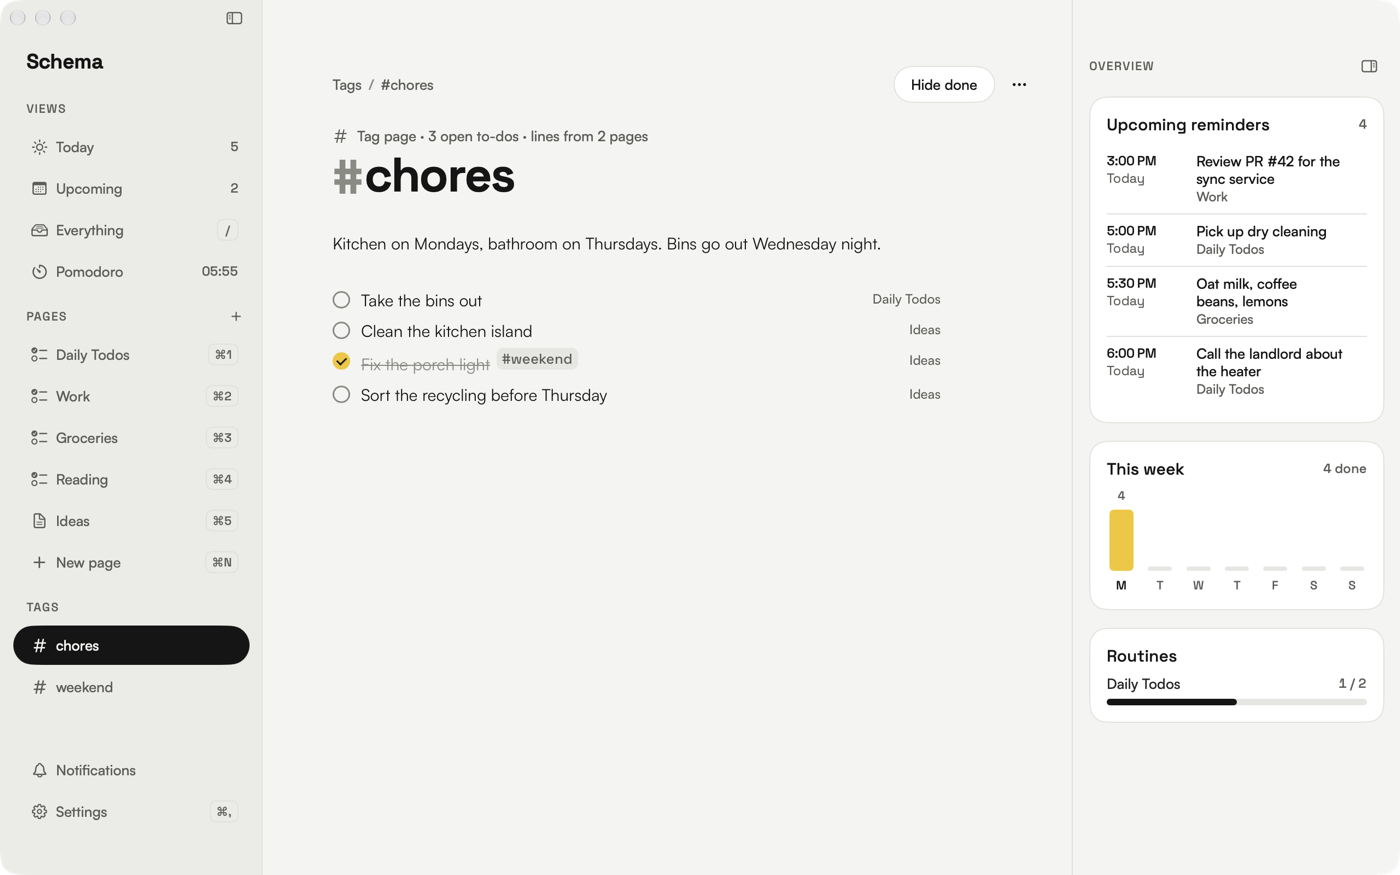 Schema
VIEWS
Today 5
Upcoming 2
Everything /
Pomodoro 05:55
PAGES +
Daily Todos ⌘1
Work ⌘2
Groceries ⌘3
Reading ⌘4
Ideas ⌘5
New page ⌘N
TAGS
# chores
# weekend
Notifications
Settings ⌘,
Tags / #chores
Hide done
# Tag page · 3 open to-dos · lines from 2 pages
#chores
Kitchen on Mondays, bathroom on Thursdays. Bins go out Wednesday night.
Take the bins out Daily Todos
Clean the kitchen island Ideas
Fix the porch light #weekend Ideas
Sort the recycling before Thursday Ideas
OVERVIEW
Upcoming reminders 4
3:00 PM Review PR #42 for the
Today sync service
Work
5:00 PM Pick up dry cleaning
Today Daily Todos
5:30 PM Oat milk, coffee
Today beans, lemons
Groceries
6:00 PM Call the landlord about
Today the heater
Daily Todos
This week 4 done
4
M T W T F S S
Routines
Daily Todos 1 / 2